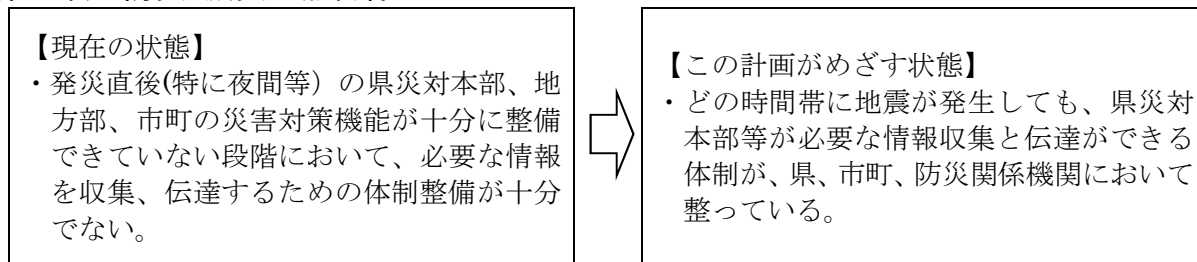 【現在の状態】
・発災直後(特に夜間等）の県災対本部、地
方部、市町の災害対策機能が十分に整備
できていない段階において、必要な情報
を収集、伝達するための体制整備が十分
でない。
【この計画がめざす状態】
・どの時間帯に地震が発生しても、県災対
本部等が必要な情報収集と伝達ができる
体制が、県、市町、防災関係機関において
整っている。